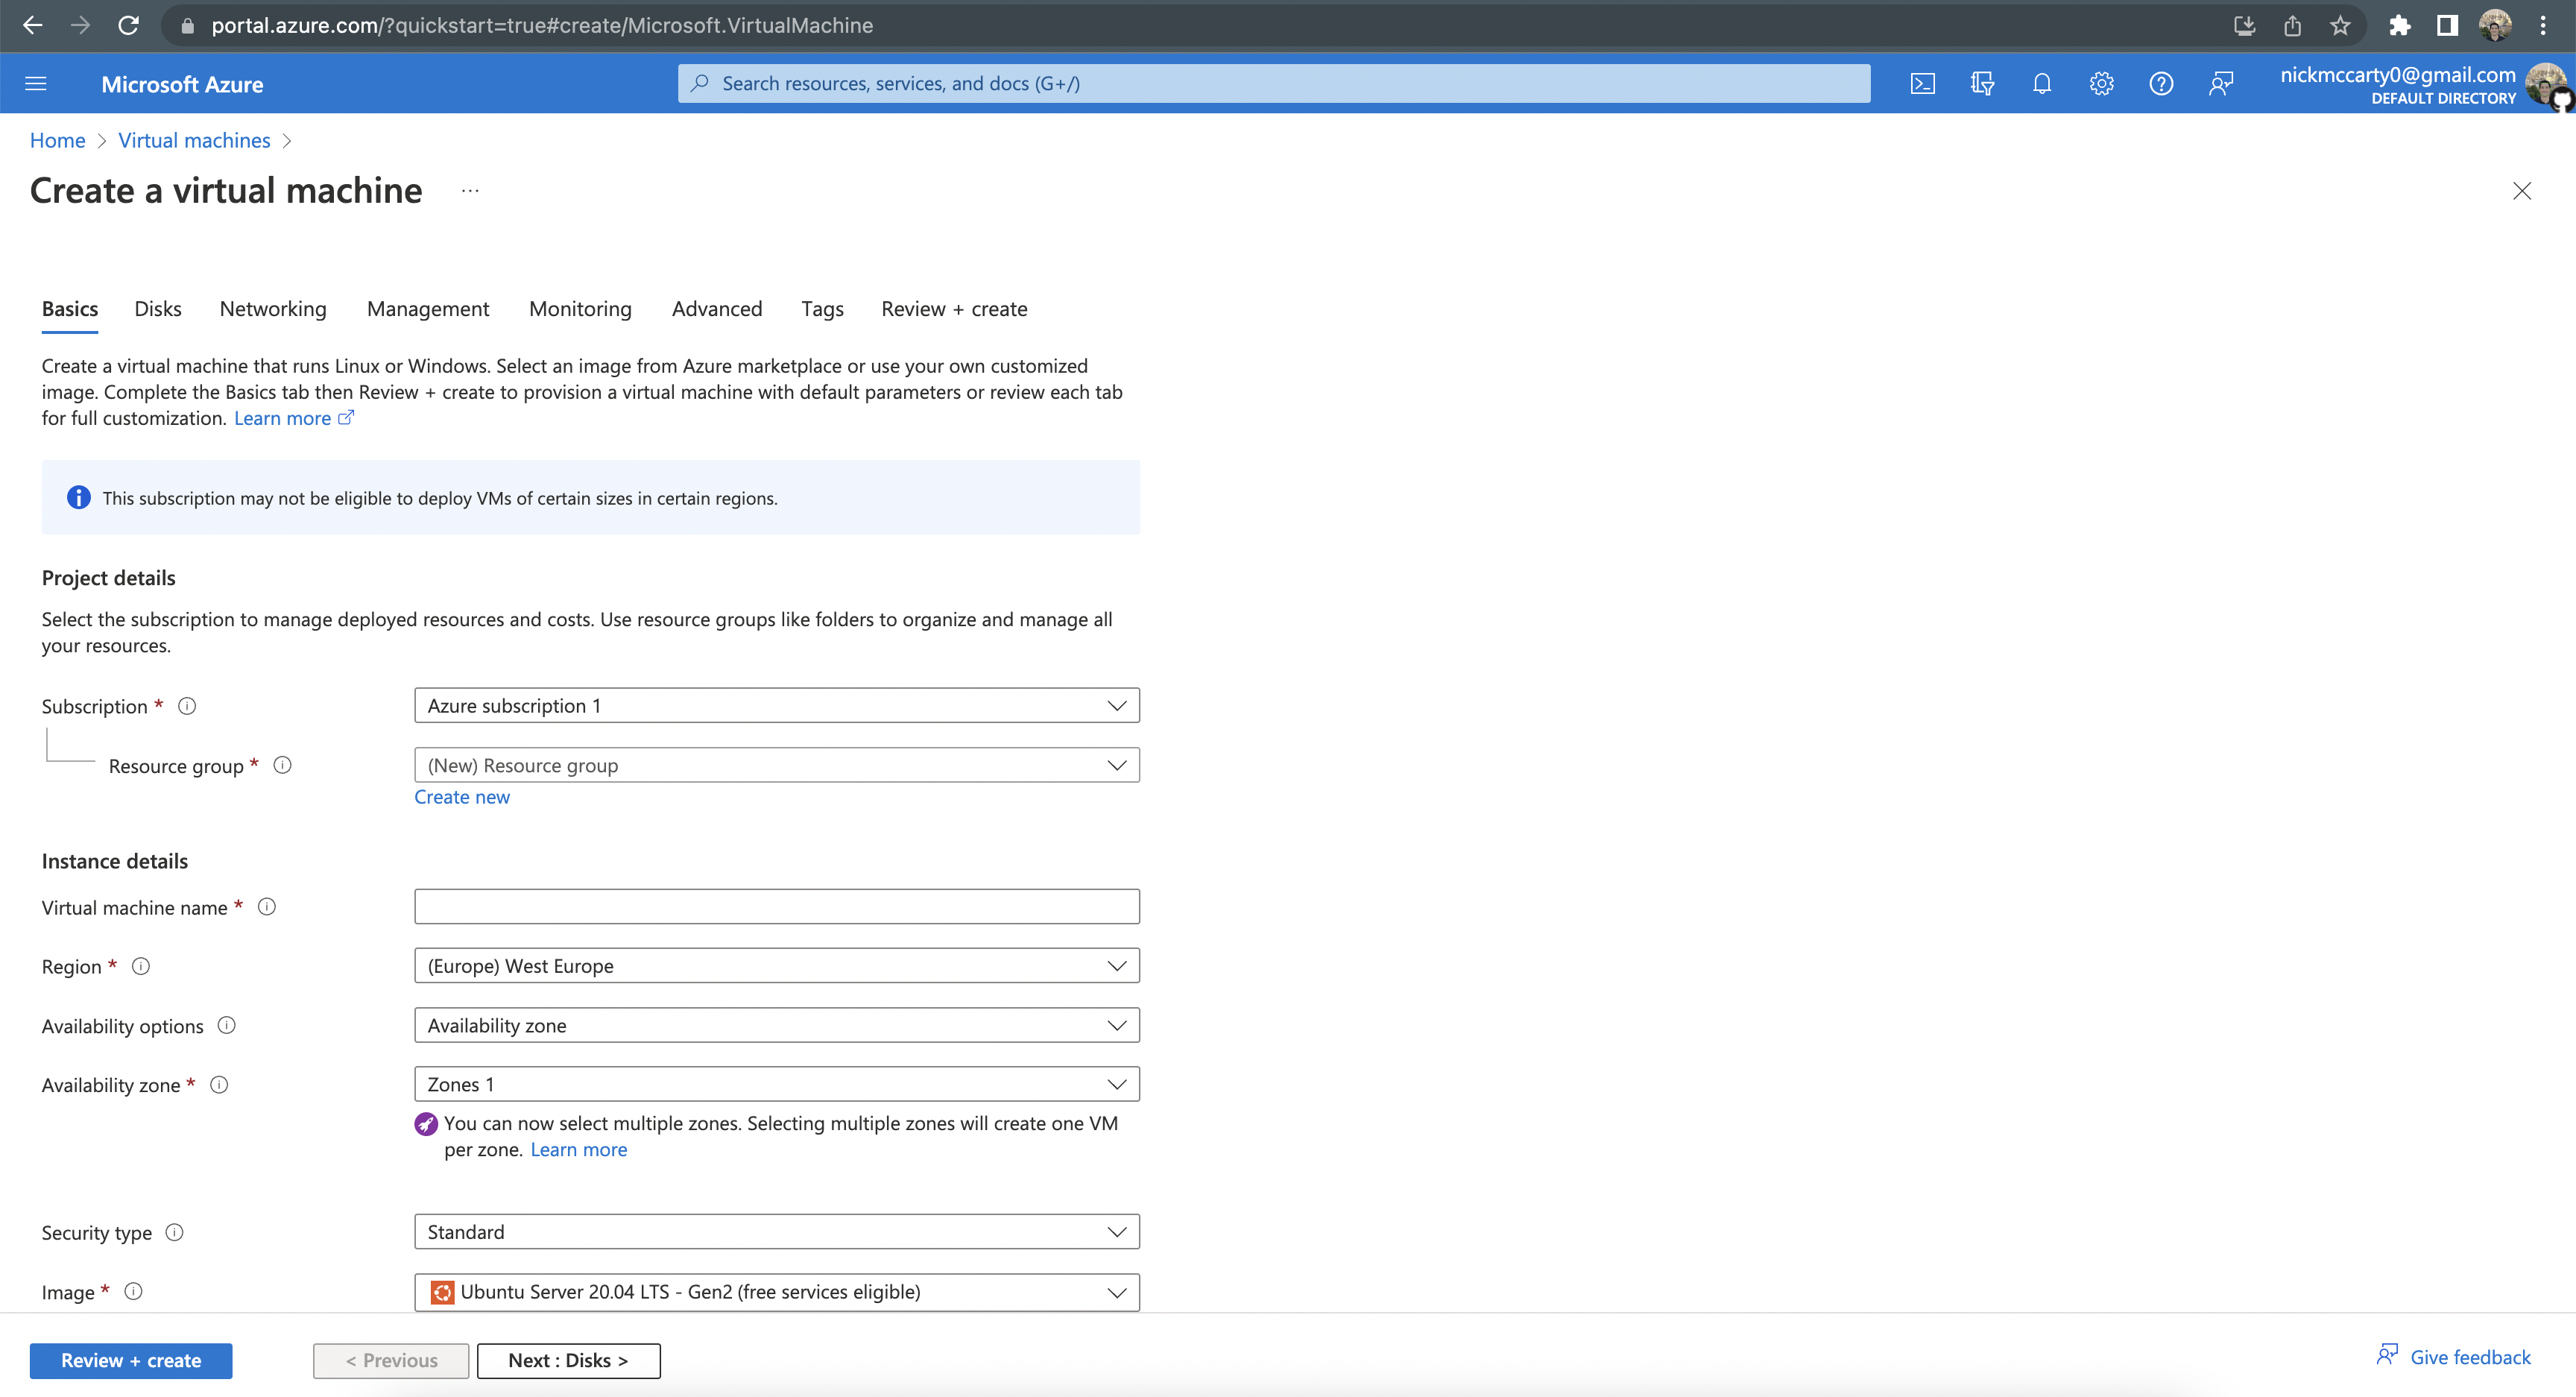 portal.azure.com/?quickstart=true#create/Microsoft.VirtualMachine
Microsoft Azure
Search resources, services, and docs (G+/)
nickmccarty0@gmail.com
DEFAULT DIRECTORY
Home > Virtual machines >
Create a virtual machine ...
Basics Disks Networking Management Monitoring Advanced Tags Review + create
Create a virtual machine that runs Linux or Windows. Select an image from Azure marketplace or use your own customized
image. Complete the Basics tab then Review + create to provision a virtual machine with default parameters or review each tab
for full customization. Learn more
This subscription may not be eligible to deploy VMs of certain sizes in certain regions.
Project details
Select the subscription to manage deployed resources and costs. Use resource groups like folders to organize and manage all
your resources.
Subscription * Azure subscription 1
Resource group * (New) Resource group
Create new
Instance details
Virtual machine name *
Region * (Europe) West Europe
Availability options Availability zone
Availability zone * Zones 1
You can now select multiple zones. Selecting multiple zones will create one VM
per zone. Learn more
Security type Standard
Image * Ubuntu Server 20.04 LTS - Gen2 (free services eligible)
Review + create < Previous Next : Disks > Give feedback